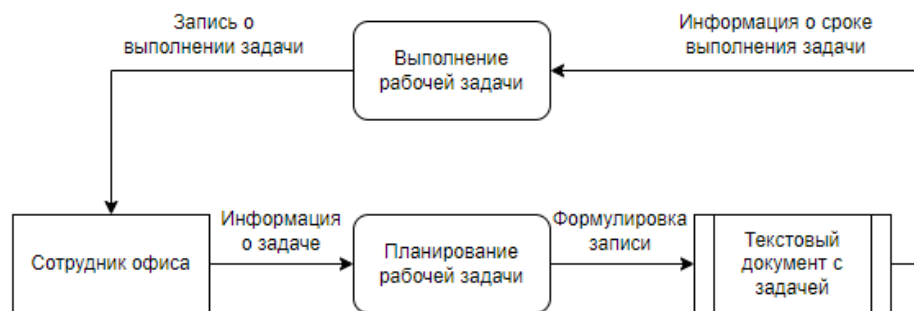 Запись о
выполнении задачи
Выполнение
рабочей задачи
Информация о сроке
выполнения задачи
Сотрудник офиса
Информация
о задаче
Планирование
рабочей задачи
Формулировка
записи
Текстовый
документ с
задачей